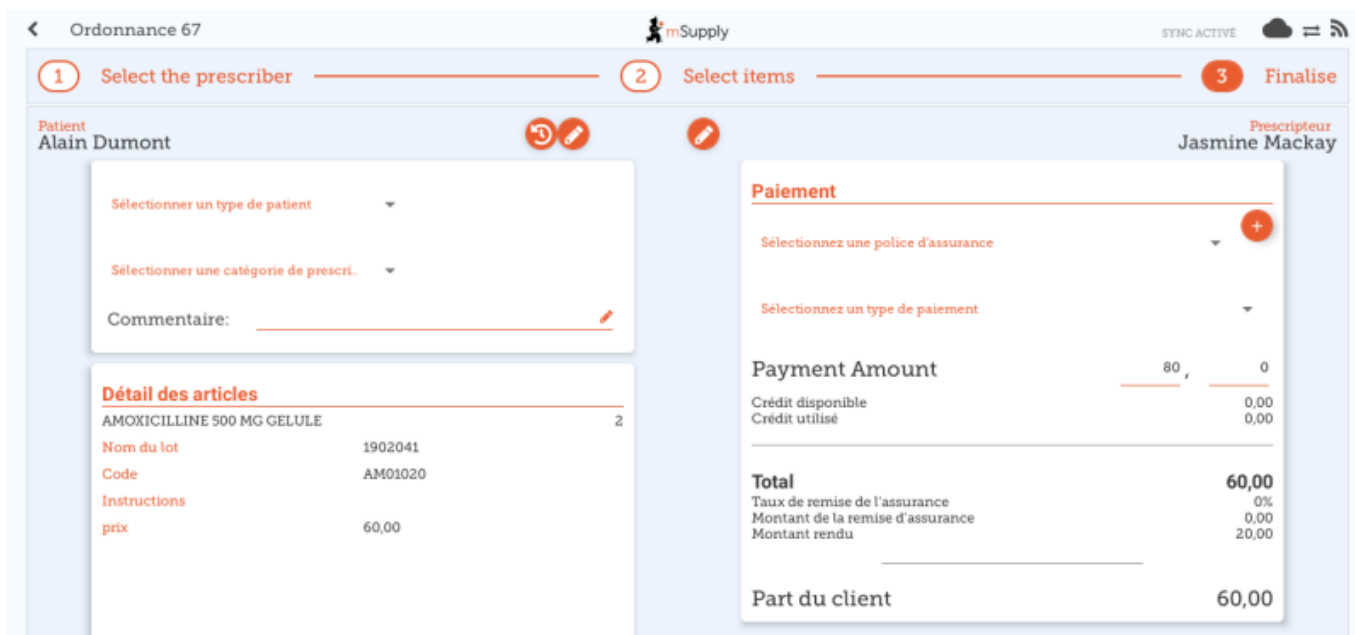 Ordonnance 67
mSupply
SYNC ACTIVÉ
1 Select the prescriber
2 Select items
3 Finalise
Patient
Alain Dumont
Prescripteur
Jasmine Mackay
Sélectionner un type de patient
Sélectionner une catégorie de prescri..
Commentaire:
Détail des articles
AMOXICILLINE 500 MG GELULE 2
Nom du lot 1902041
Code AM01020
Instructions
prix 60,00
Paiement
+
Sélectionnez une police d'assurance
Sélectionnez un type de paiement
Payment Amount 80 , 0
Crédit disponible 0,00
Crédit utilisé 0,00
Total 60,00
Taux de remise de l'assurance 0%
Montant de la remise d'assurance 0,00
Montant rendu 20,00
Part du client 60,00